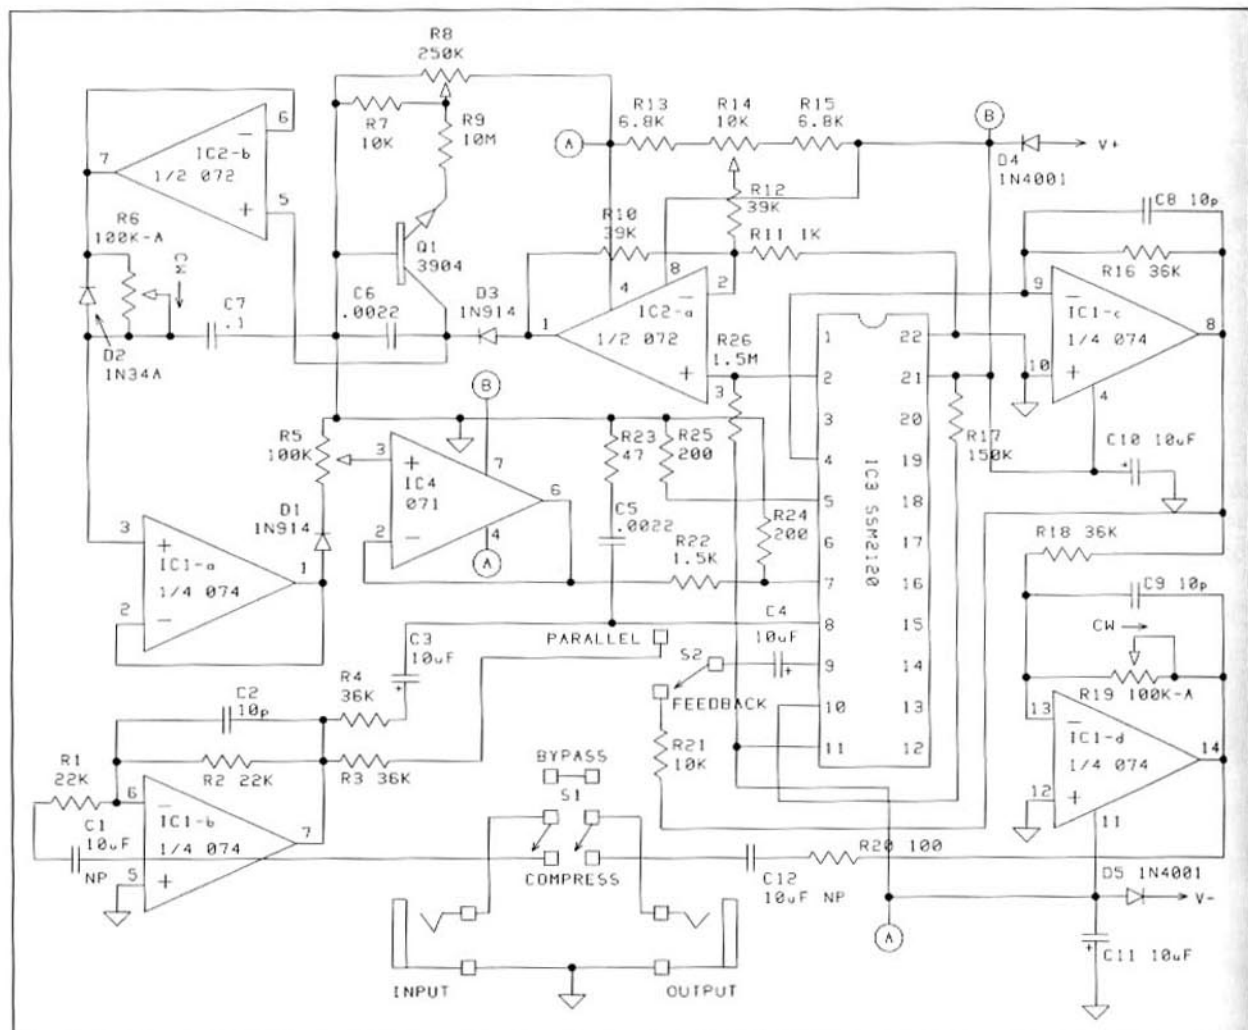 R8
250K
R7
10K
R9
10M
6
IC2-b
7
1/2 072
5
R6
100K-A
CW
C7
.1
D2
1N34A
Q1
3904
C6
.0022
D3
1N914
A
R13
6.8K
R14
10K
R15
6.8K
B
D4
1N4001
V+
R12
39K
R10
39K
R11 1K
4
8
2
IC2-a
1
1/2 072
3
R26
1.5M
C8 10p
R16 36K
9
IC1-c
1/4 074
8
10
4
C10 10uF
1
2
3
4
5
6
7
8
9
10
11
22
21
20
19
18
17
16
15
14
13
12
IC3 SSM2120
R17
150K
B
R5
100K
3
7
IC4
071
6
2
4
A
D1
1N914
R23
47
R25
200
C5
.0022
R24
200
R22
1.5K
3
IC1-a
1
1/4 074
2
C3
10uF
PARALLEL
C4
10uF
S2
FEEDBACK
R21
10K
R18 36K
C9 10p
CW
R19 100K-A
13
IC1-d
14
1/4 074
12
11
R4
36K
C2
10p
R1
22K
R2 22K
R3 36K
6
IC1-b
7
1/4 074
5
C1
10uF
NP
BYPASS
S1
COMPRESS
C12
10uF NP
R20 100
D5 1N4001
V-
A
C11 10uF
INPUT
OUTPUT
+
−
+
−
+
−
+
−
+
−
+
−
+
−
+
+
+
+